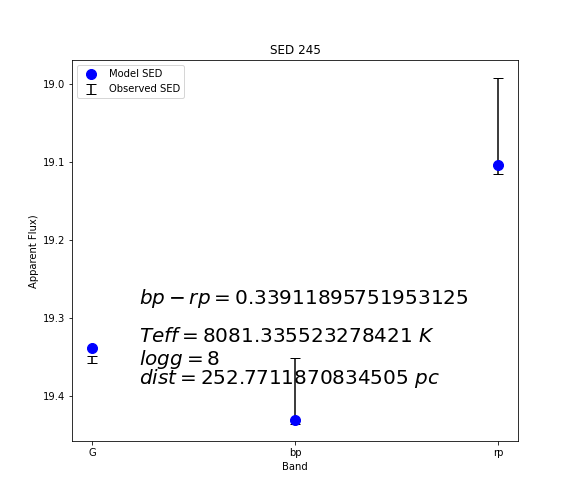 SED 245
Model SED
Observed SED
19.0
19.1
19.2
19.3
19.4
Apparent Flux)
bp − rp = 0.33911895751953125
Teff = 8081.335523278421 K
logg = 8
dist = 252.7711870834505 pc
G bp rp
Band